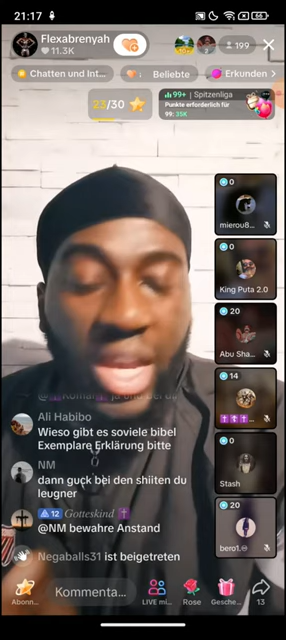 21:17
66
Flexabrenyah
11.3K
199
Chatten und Int...
Beliebte
Erkunden
23/30
99+ | Spitzenliga
Punkte erforderlich für
99: 35K
0
mierou8...
0
King Puta 2.0
20
Abu Sha...
14
0
Stash
20
bero1.
Ali Habibo
Wieso gibt es soviele bibel
Exemplare Erklärung bitte
NM
dann guck bei den shiiten du
leugner
12 Gotteskind
@NM bewahre Anstand
Negaballs31 ist beigetreten
Abonn...
Kommenta...
LIVE mi...
Rose
Gesche...
13